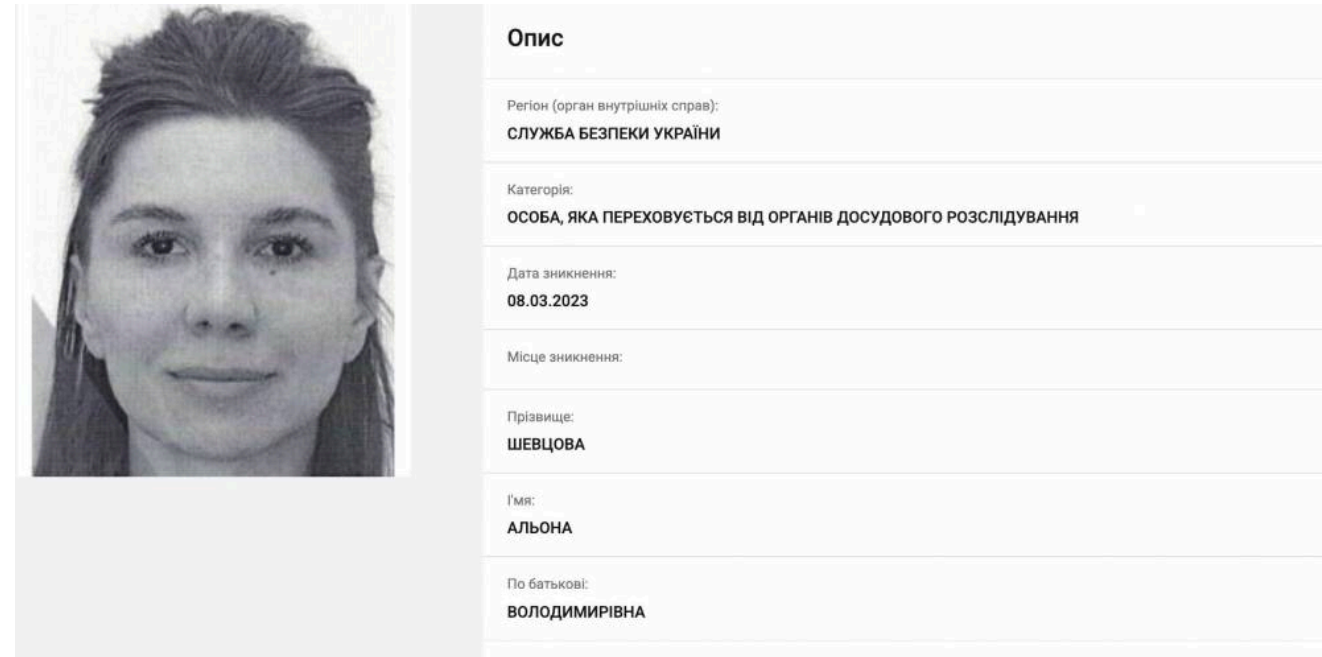 Опис
Регіон (орган внутрішніх справ):
СЛУЖБА БЕЗПЕКИ УКРАЇНИ
Категорія:
ОСОБА, ЯКА ПЕРЕХОВУЄТЬСЯ ВІД ОРГАНІВ ДОСУДОВОГО РОЗСЛІДУВАННЯ
Дата зникнення:
08.03.2023
Місце зникнення:
Прізвище:
ШЕВЦОВА
І'мя:
АЛЬОНА
По батькові:
ВОЛОДИМИРІВНА